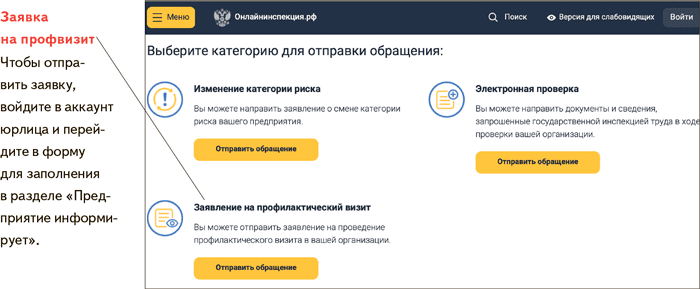 Заявка
на профвизит
Чтобы отпра-
вить заявку,
войдите в аккаунт
юрлица и перей-
дите в форму
для заполнения
в разделе «Пред-
приятие информи-
рует».
Меню
Онлайнинспекция.рф
Поиск
Версия для слабовидящих
Войти
Выберите категорию для отправки обращения:
Изменение категории риска
Вы можете направить заявление о смене категории
риска вашего предприятия.
Отправить обращение
Электронная проверка
Вы можете направить документы и сведения,
запрошенные государственной инспекцией труда в ходе
проверки вашей организации.
Отправить обращение
Заявление на профилактический визит
Вы можете отправить заявление на проведение
профилактического визита в вашей организации.
Отправить обращение